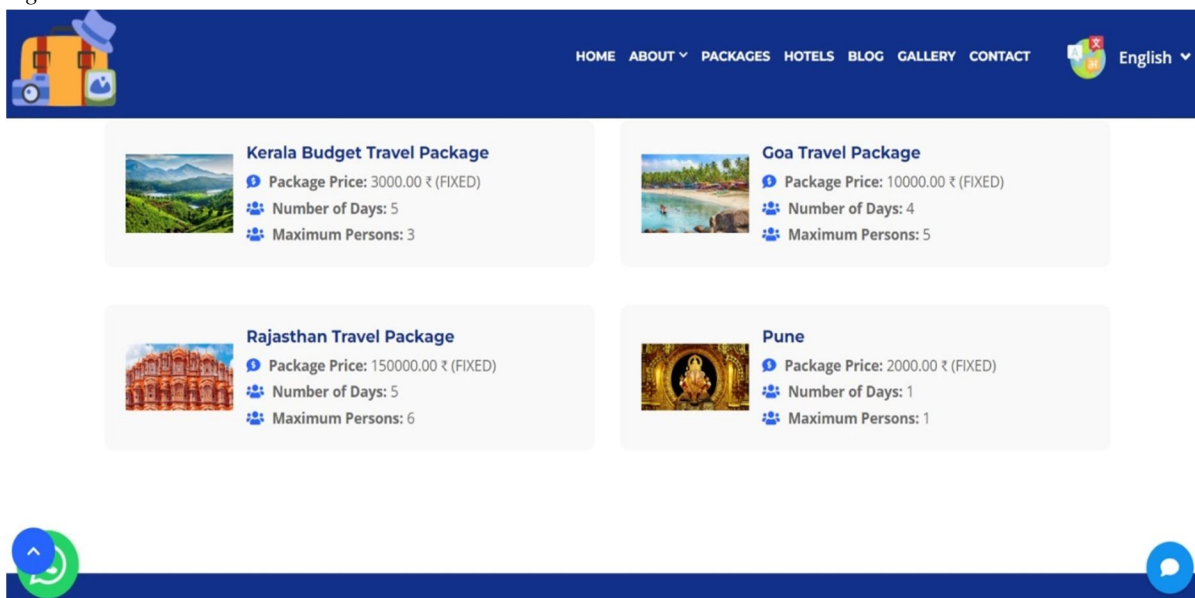 HOME ABOUT PACKAGES HOTELS BLOG GALLERY CONTACT English
Kerala Budget Travel Package
Package Price: 3000.00 ₹ (FIXED)
Number of Days: 5
Maximum Persons: 3
Goa Travel Package
Package Price: 10000.00 ₹ (FIXED)
Number of Days: 4
Maximum Persons: 5
Rajasthan Travel Package
Package Price: 150000.00 ₹ (FIXED)
Number of Days: 5
Maximum Persons: 6
Pune
Package Price: 2000.00 ₹ (FIXED)
Number of Days: 1
Maximum Persons: 1